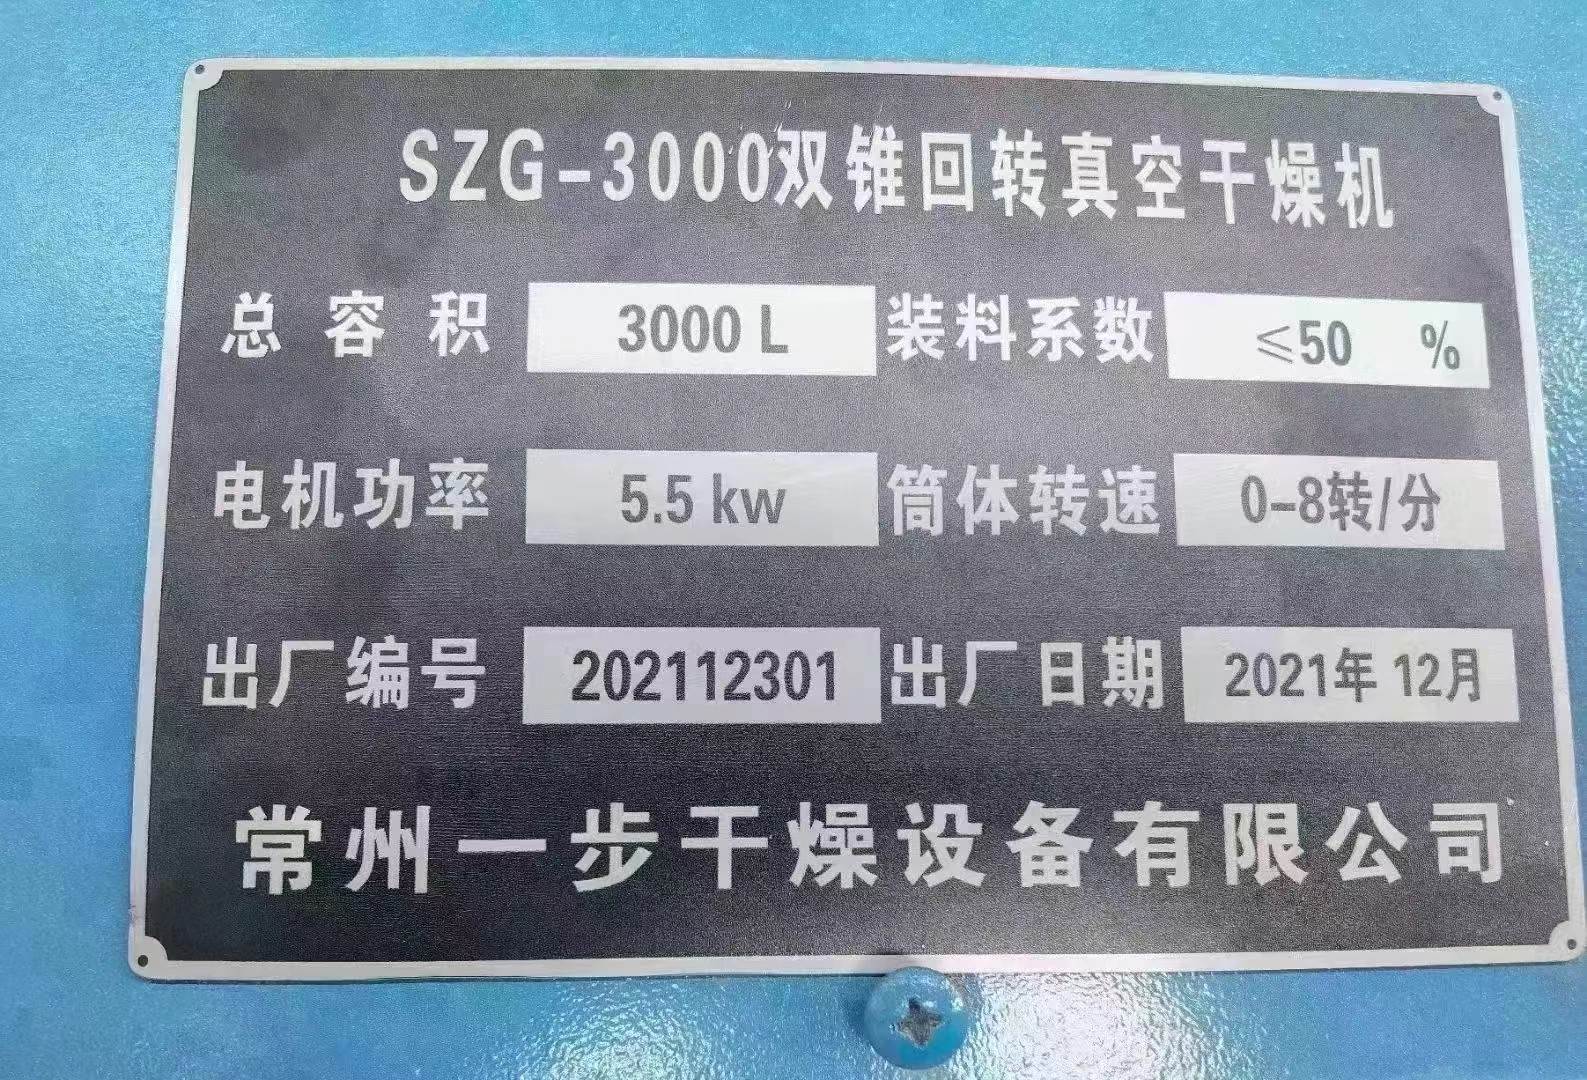 SZG-3000双锥回转真空干燥机
总容积 3000 L 装料系数 ≤50 %
电机功率 5.5 kw 筒体转速 0-8转/分
出厂编号 202112301 出厂日期 2021年 12月
常州一步干燥设备有限公司